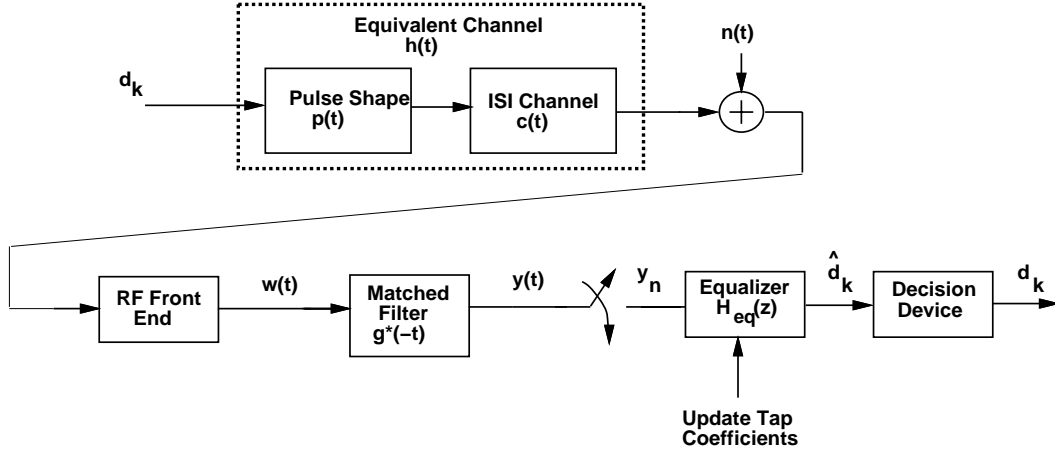 Equivalent Channel
h(t)
n(t)
d_k
Pulse Shape
p(t)
ISI Channel
c(t)
+
RF Front
End
w(t)
Matched
Filter
g*(−t)
y(t)
y_n
Equalizer
H_eq(z)
^
d_k
Decision
Device
d_k
Update Tap
Coefficients